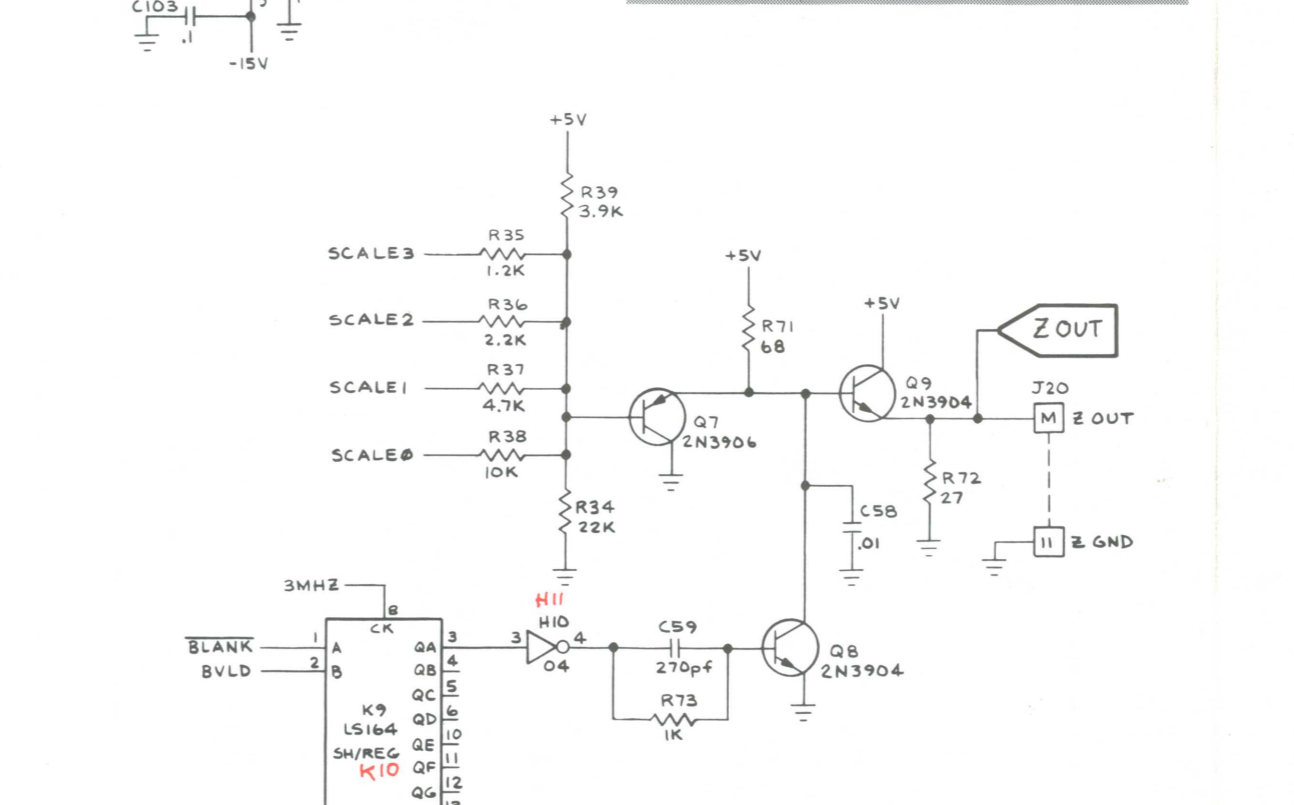 C103
.1
-15V
+5V
R39
3.9K
SCALE3
R35
1.2K
SCALE2
R36
2.2K
SCALE1
R37
4.7K
SCALE0
R38
10K
R34
22K
Q7
2N3906
+5V
R71
68
+5V
Q9
2N3904
Z OUT
J20
M Z OUT
R72
27
C58
.01
11 Z GND
3MHZ
8
CK
BLANK 1 A
BVLD 2 B
QA 3
QB 4
QC 5
QD 6
QE 10
QF 11
QG 12
13
K9
LS164
SH/REG
K10
H11
H10
3 4
04
C59
270pf
R73
1K
Q8
2N3904